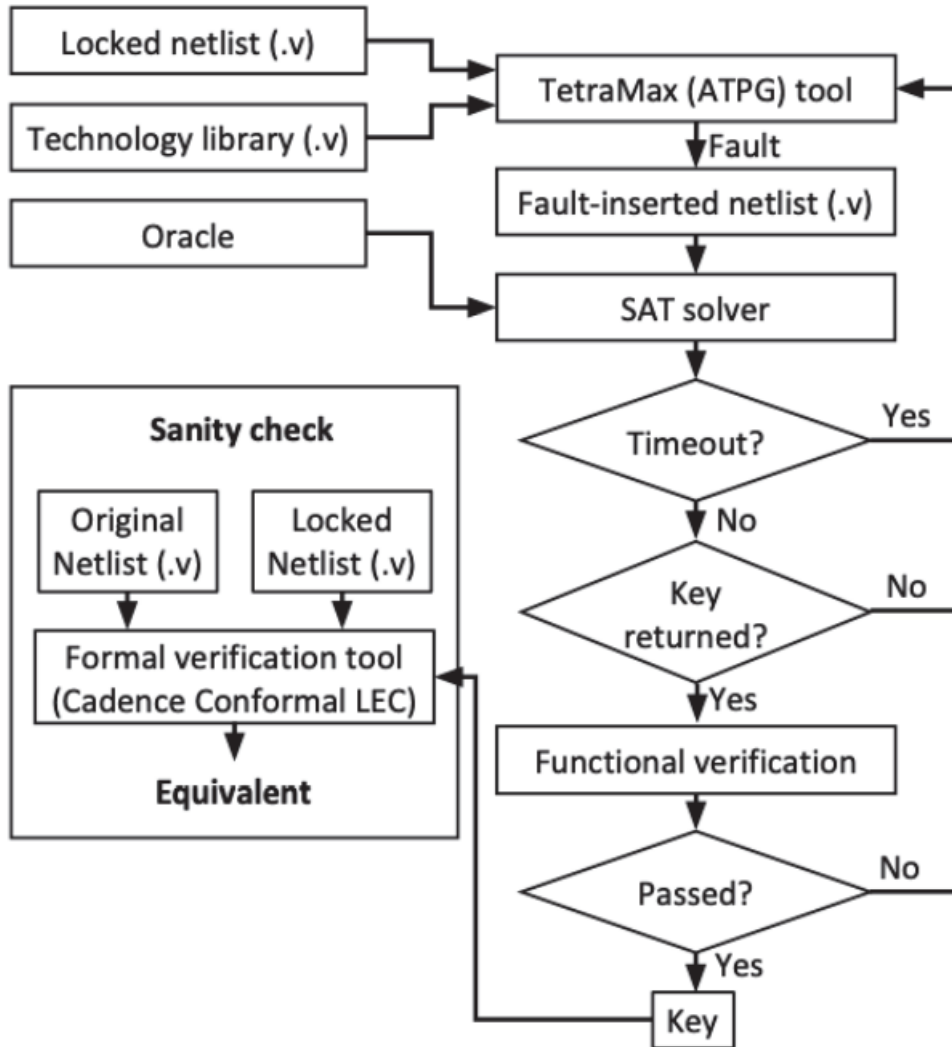 Locked netlist (.v)
Technology library (.v)
Oracle
TetraMax (ATPG) tool
Fault
Fault-inserted netlist (.v)
SAT solver
Timeout?
Yes
No
Key
returned?
No
Yes
Functional verification
Passed?
No
Yes
Key
Sanity check
Original
Netlist (.v)
Locked
Netlist (.v)
Formal verification tool
(Cadence Conformal LEC)
Equivalent